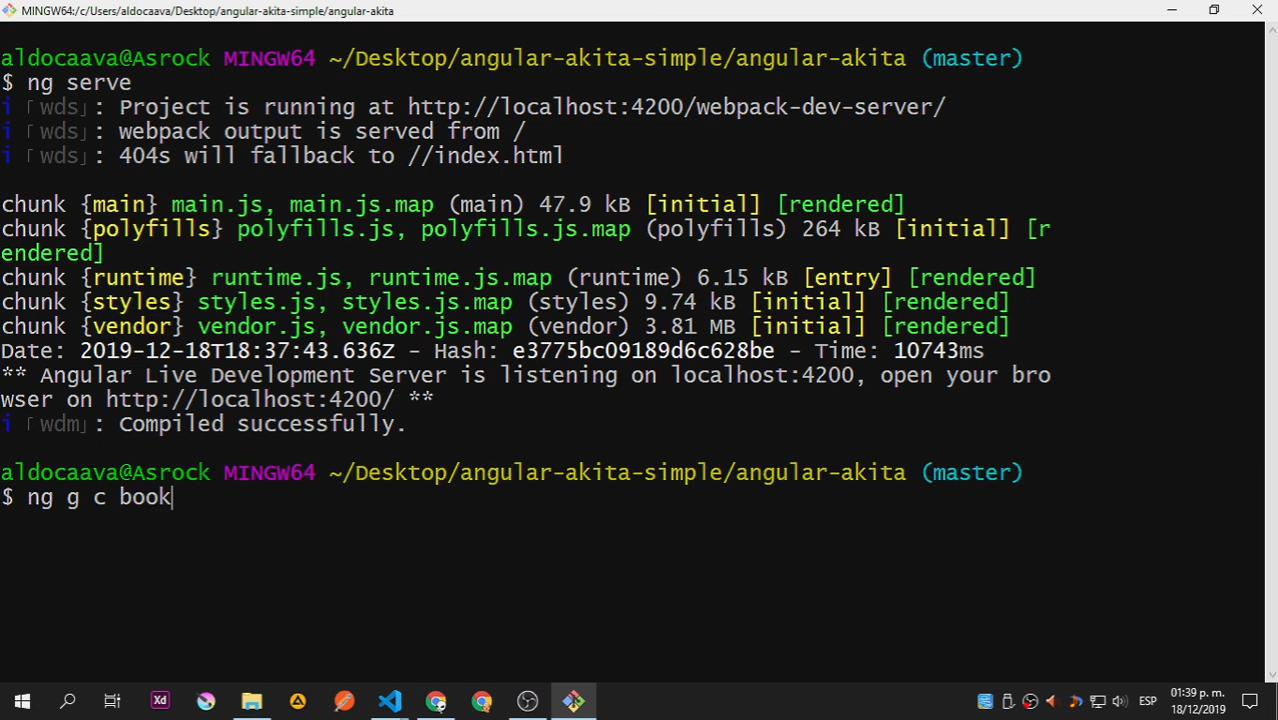 MINGW64:/c/Users/aldocaava/Desktop/angular-akita-simple/angular-akita
aldocaava@Asrock MINGW64 ~/Desktop/angular-akita-simple/angular-akita (master)
$ ng serve
i 「wds」: Project is running at http://localhost:4200/webpack-dev-server/
i 「wds」: webpack output is served from /
i 「wds」: 404s will fallback to //index.html
chunk {main} main.js, main.js.map (main) 47.9 kB [initial] [rendered]
chunk {polyfills} polyfills.js, polyfills.js.map (polyfills) 264 kB [initial] [r
endered]
chunk {runtime} runtime.js, runtime.js.map (runtime) 6.15 kB [entry] [rendered]
chunk {styles} styles.js, styles.js.map (styles) 9.74 kB [initial] [rendered]
chunk {vendor} vendor.js, vendor.js.map (vendor) 3.81 MB [initial] [rendered]
Date: 2019-12-18T18:37:43.636Z - Hash: e3775bc09189d6c628be - Time: 10743ms
** Angular Live Development Server is listening on localhost:4200, open your bro
wser on http://localhost:4200/ **
i 「wdm」: Compiled successfully.
aldocaava@Asrock MINGW64 ~/Desktop/angular-akita-simple/angular-akita (master)
$ ng g c book
Xd
ESP
01:39 p. m.
18/12/2019